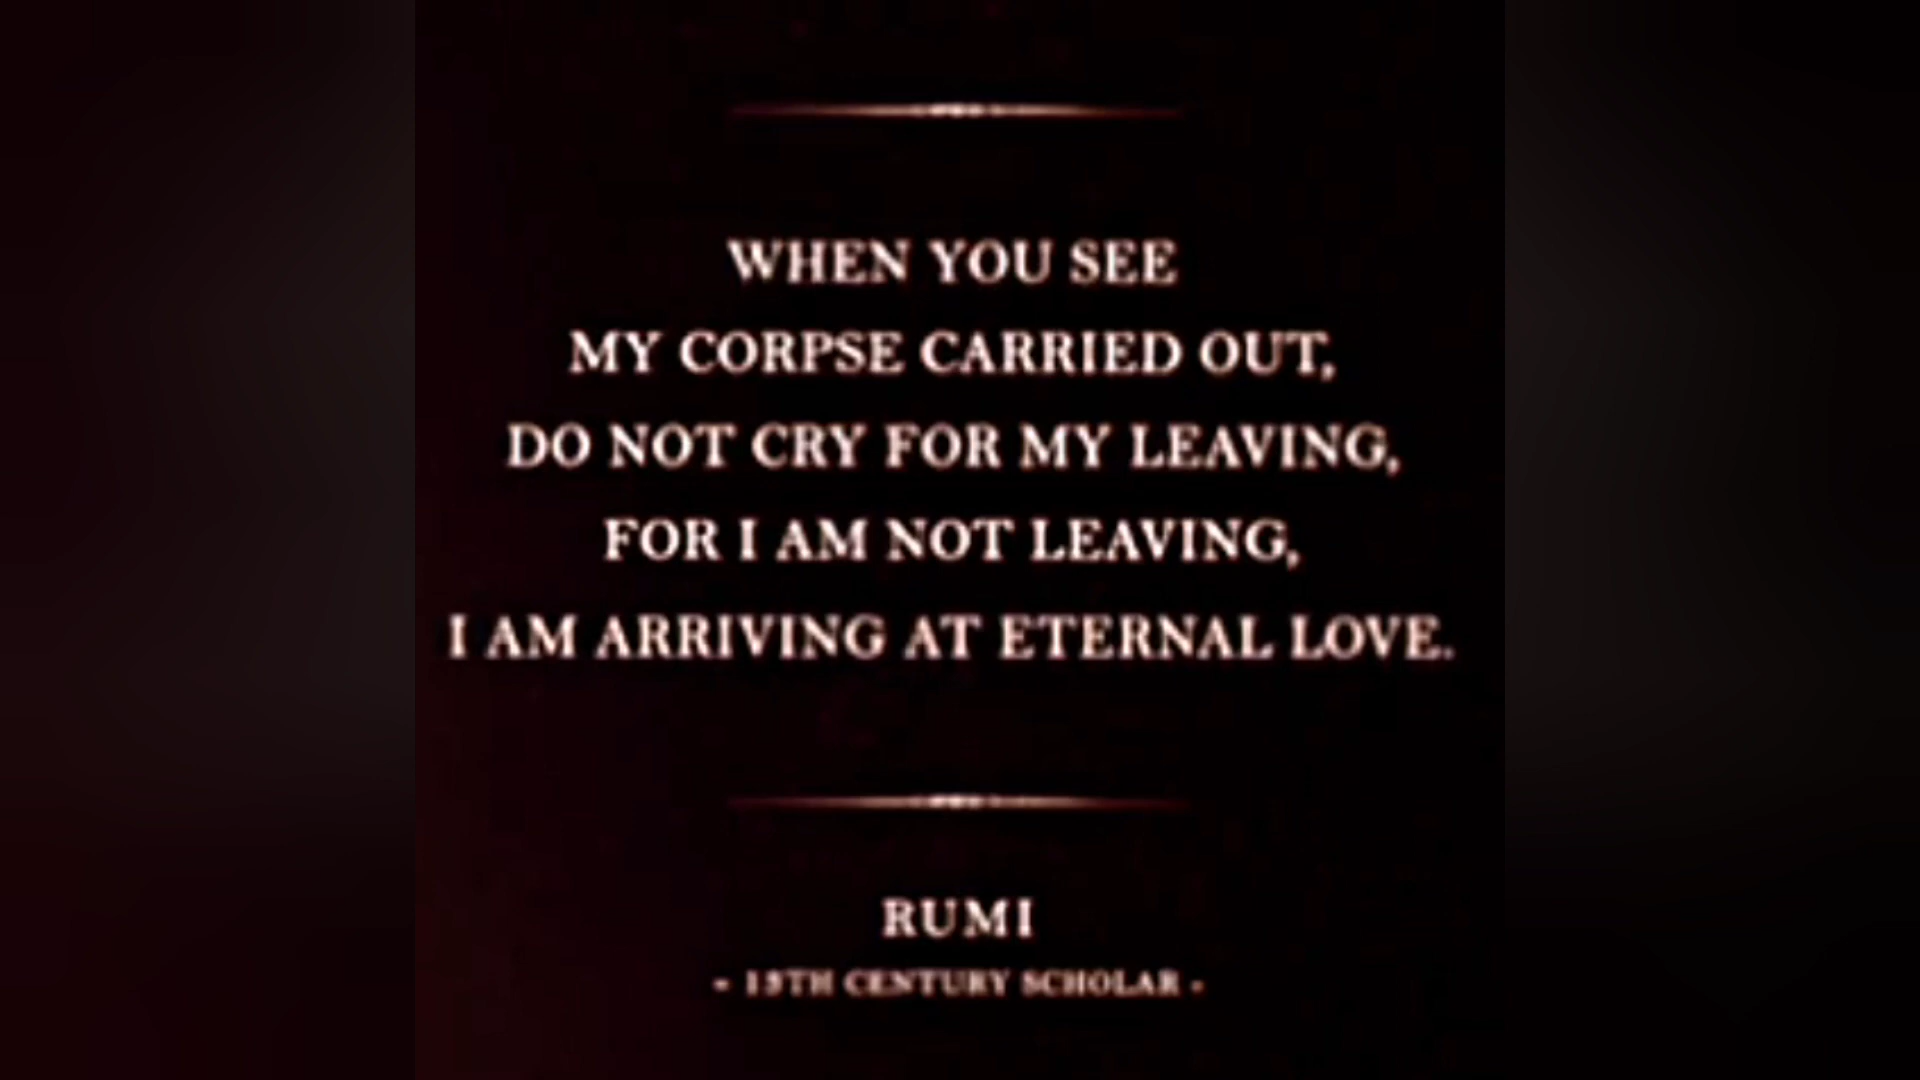 WHEN YOU SEE
MY CORPSE CARRIED OUT,
DO NOT CRY FOR MY LEAVING,
FOR I AM NOT LEAVING,
I AM ARRIVING AT ETERNAL LOVE.
RUMI
- 13TH CENTURY SCHOLAR -